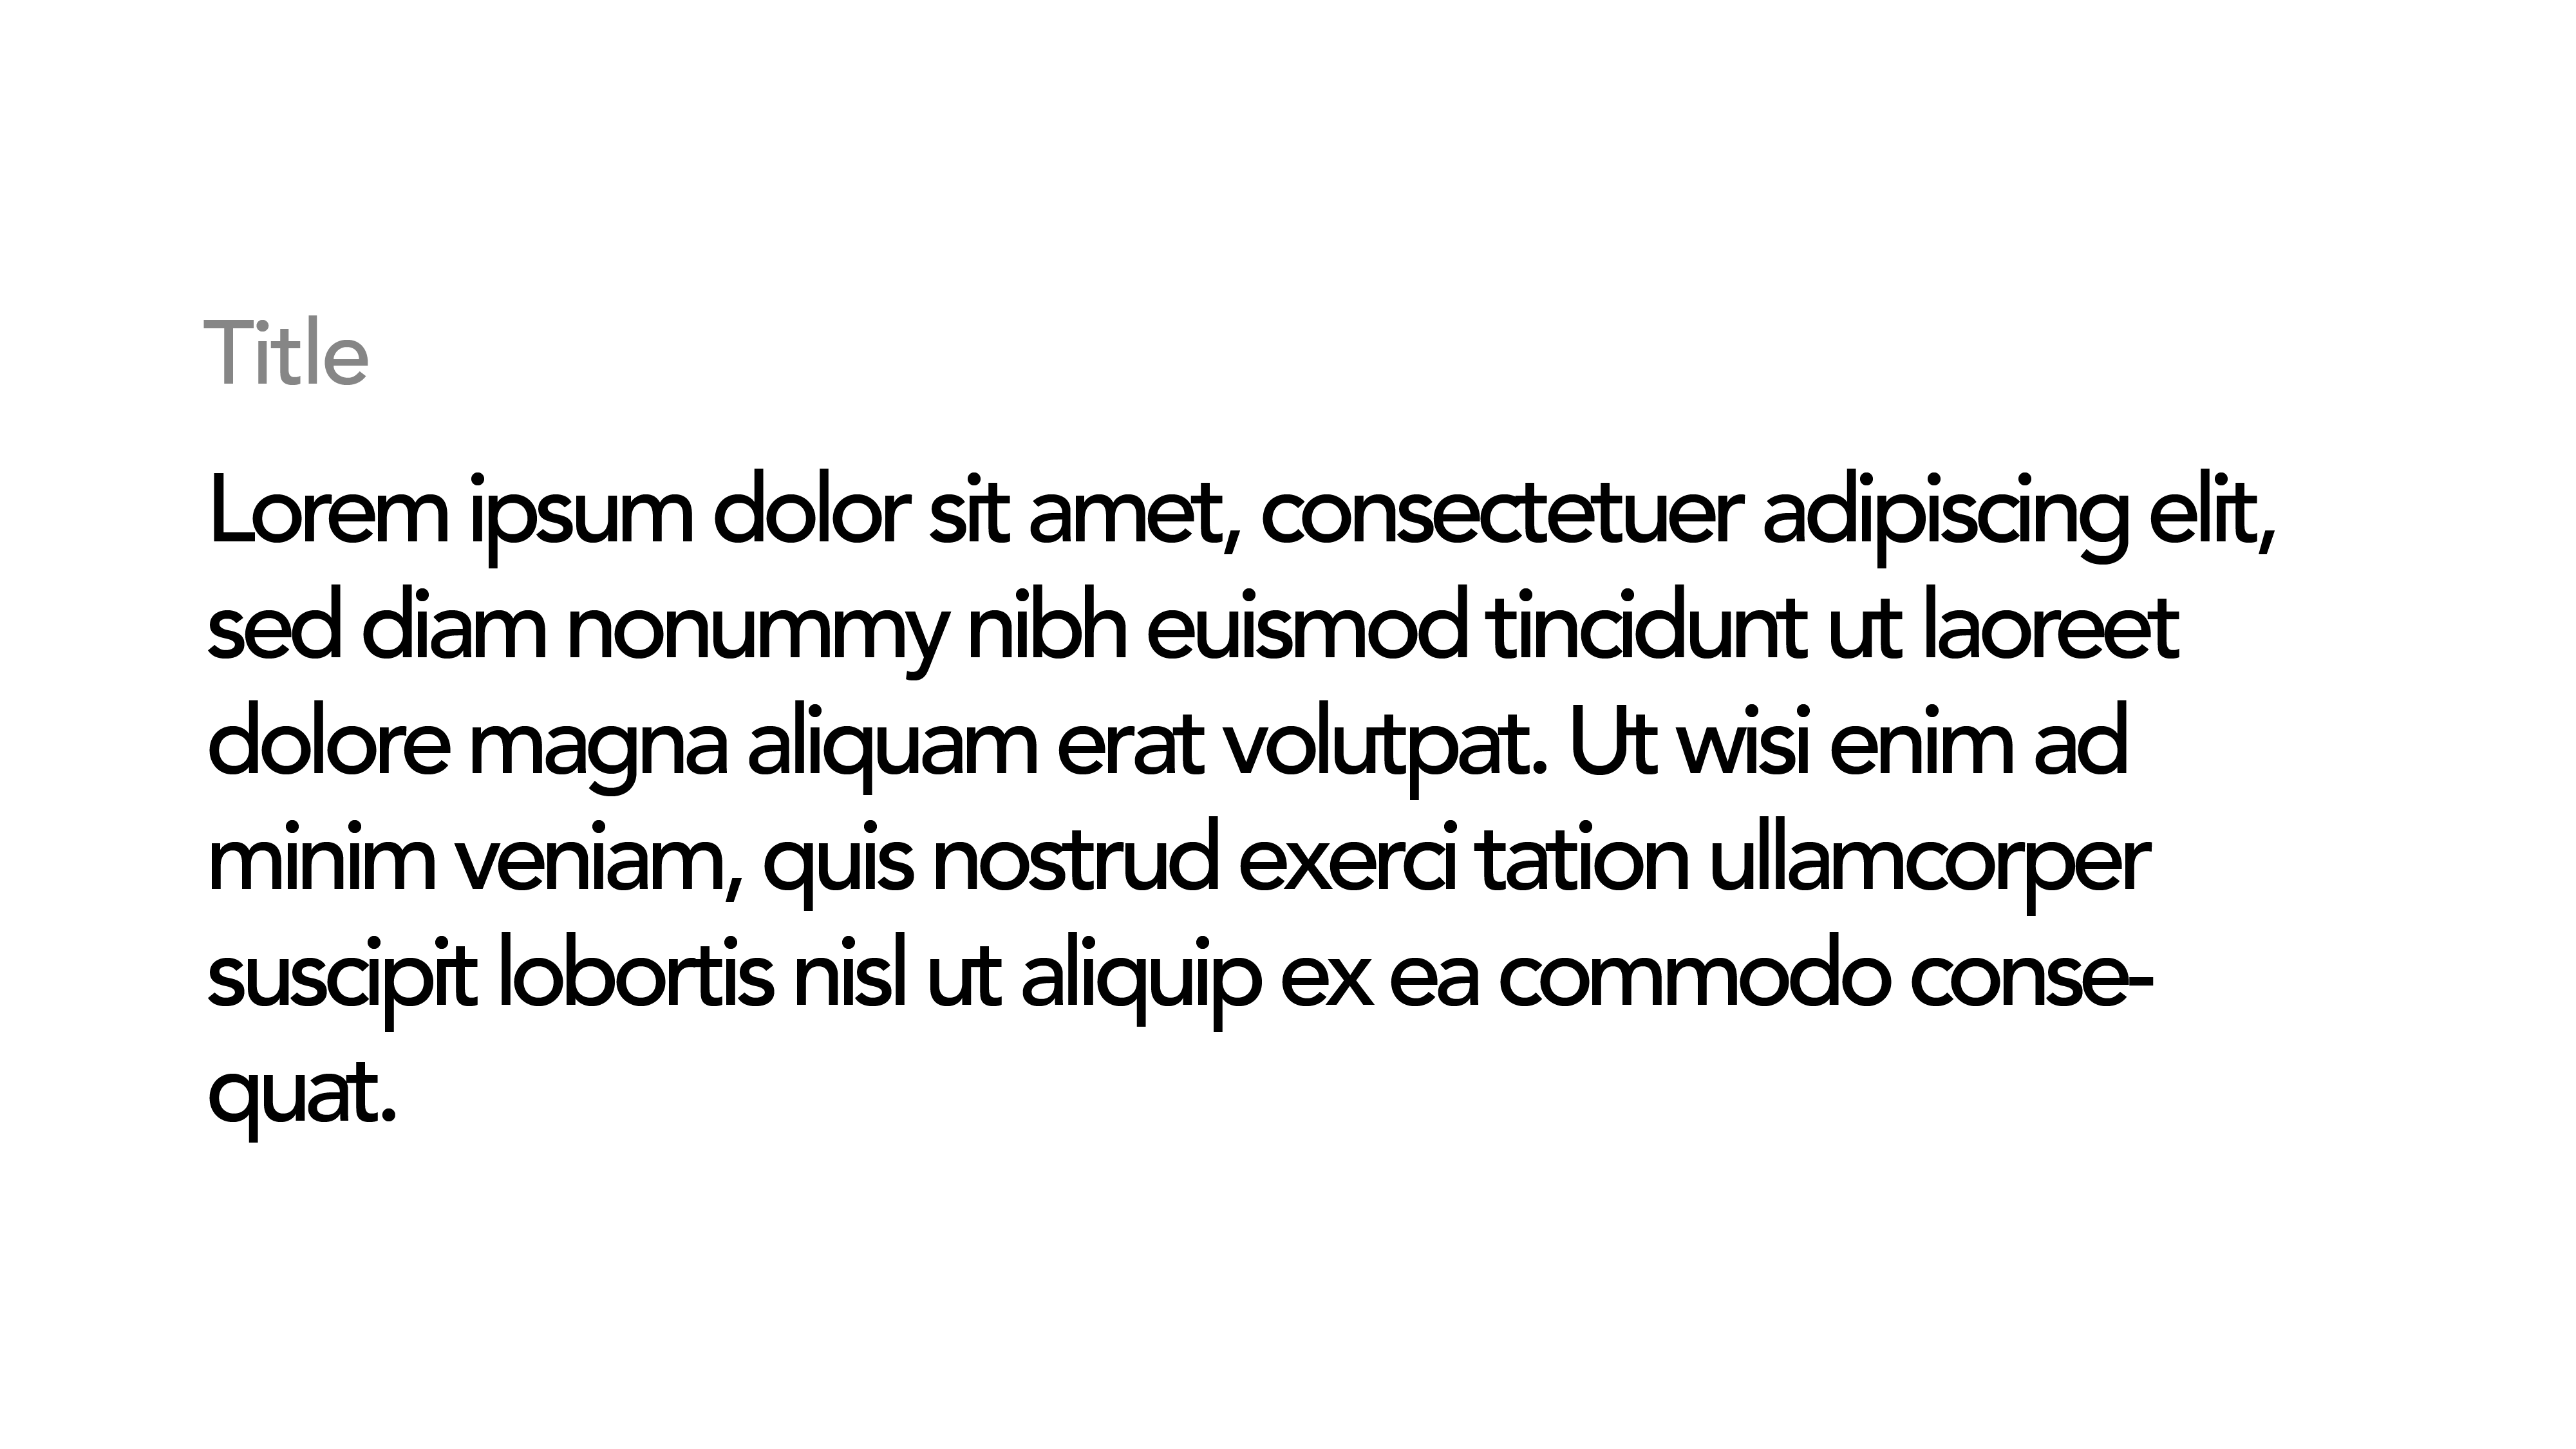 Title
Lorem ipsum dolor sit amet, consectetuer adipiscing elit,
sed diam nonummy nibh euismod tincidunt ut laoreet
dolore magna aliquam erat volutpat. Ut wisi enim ad
minim veniam, quis nostrud exerci tation ullamcorper
suscipit lobortis nisl ut aliquip ex ea commodo conse-
quat.